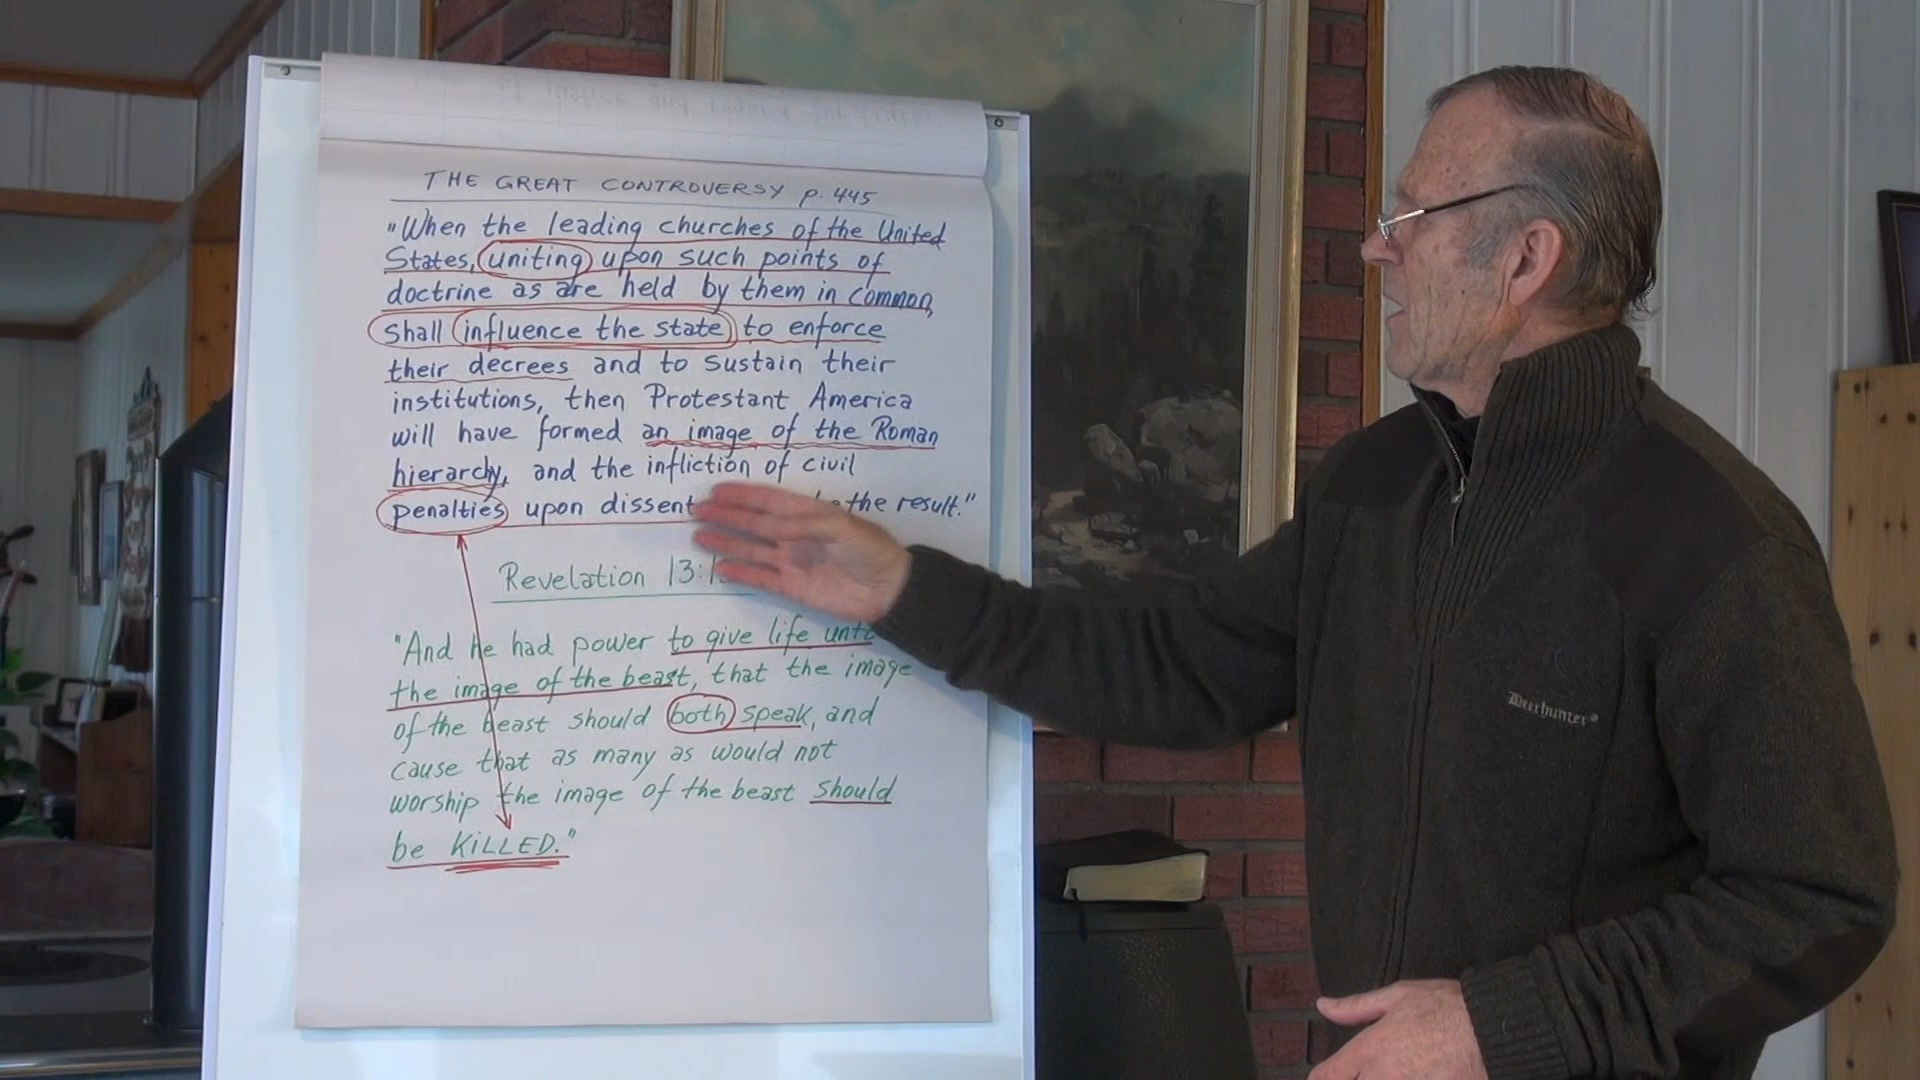 THE GREAT CONTROVERSY p. 445
"When the leading churches of the United
States, uniting upon such points of
doctrine as are held by them in common,
shall influence the state to enforce
their decrees and to sustain their
institutions, then Protestant America
will have formed an image of the Roman
hierarchy, and the infliction of civil
penalties upon dissent the result."
Revelation 13:
"And he had power to give life unto
the image of the beast, that the image
of the beast should both speak, and
cause that as many as would not
worship the image of the beast should
be KiLLED."
Deerhunter